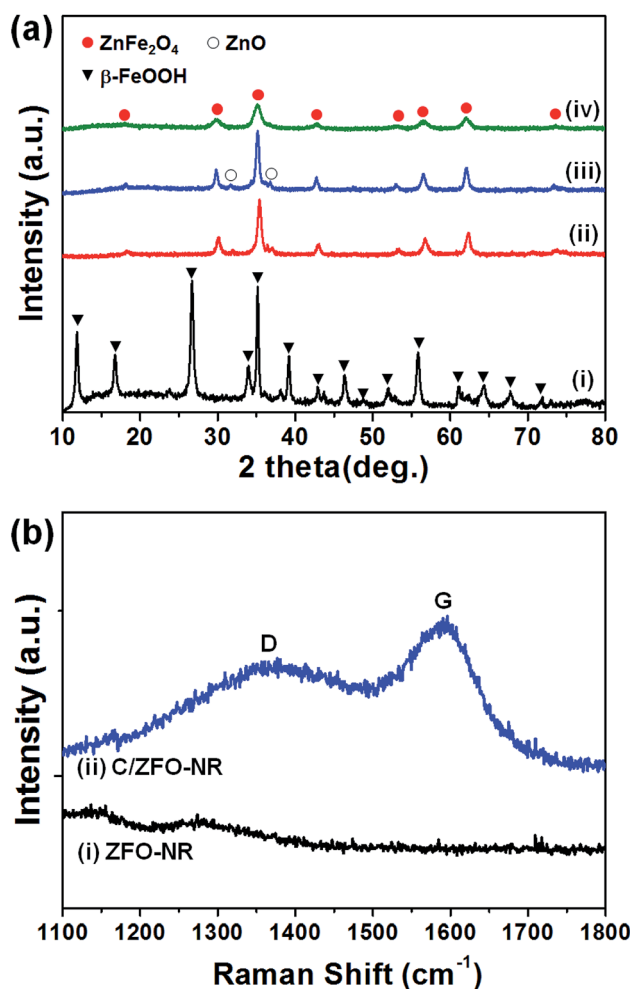 (a)
ZnFe₂O₄ ZnO
β-FeOOH
(iv)
(iii)
(ii)
(i)
Intensity (a.u.)
10 20 30 40 50 60 70 80
2 theta(deg.)
(b)
G
D
Intensity (a.u.)
(ii) C/ZFO-NR
(i) ZFO-NR
1100 1200 1300 1400 1500 1600 1700 1800
Raman Shift (cm⁻¹)